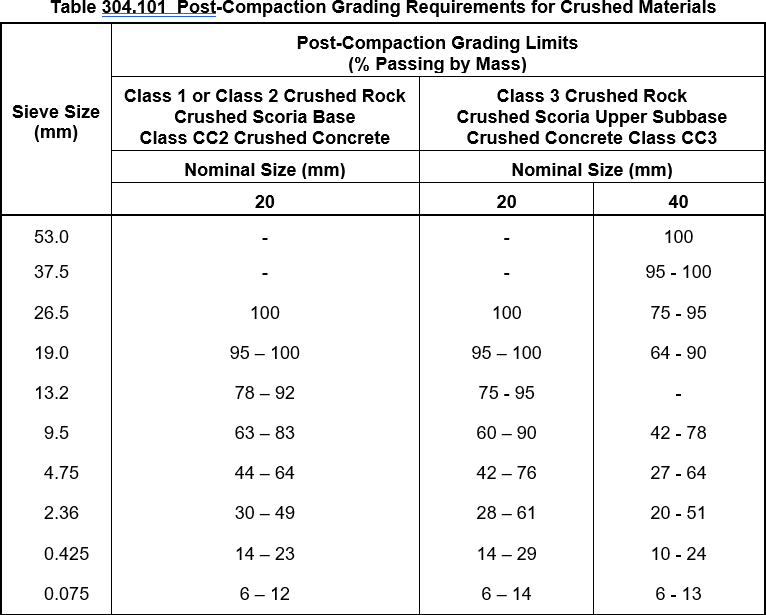 Table 304.101  Post-Compaction Grading Requirements for Crushed Materials
Sieve Size
(mm)
Post-Compaction Grading Limits
(% Passing by Mass)
Class 1 or Class 2 Crushed Rock
Crushed Scoria Base
Class CC2 Crushed Concrete
Class 3 Crushed Rock
Crushed Scoria Upper Subbase
Crushed Concrete Class CC3
Nominal Size (mm) Nominal Size (mm)
20 20 40
53.0 - - 100
37.5 - - 95 - 100
26.5 100 100 75 - 95
19.0 95 – 100 95 – 100 64 - 90
13.2 78 – 92 75 - 95 -
9.5 63 – 83 60 – 90 42 - 78
4.75 44 – 64 42 – 76 27 - 64
2.36 30 – 49 28 – 61 20 - 51
0.425 14 – 23 14 – 29 10 - 24
0.075 6 – 12 6 – 14 6 - 13